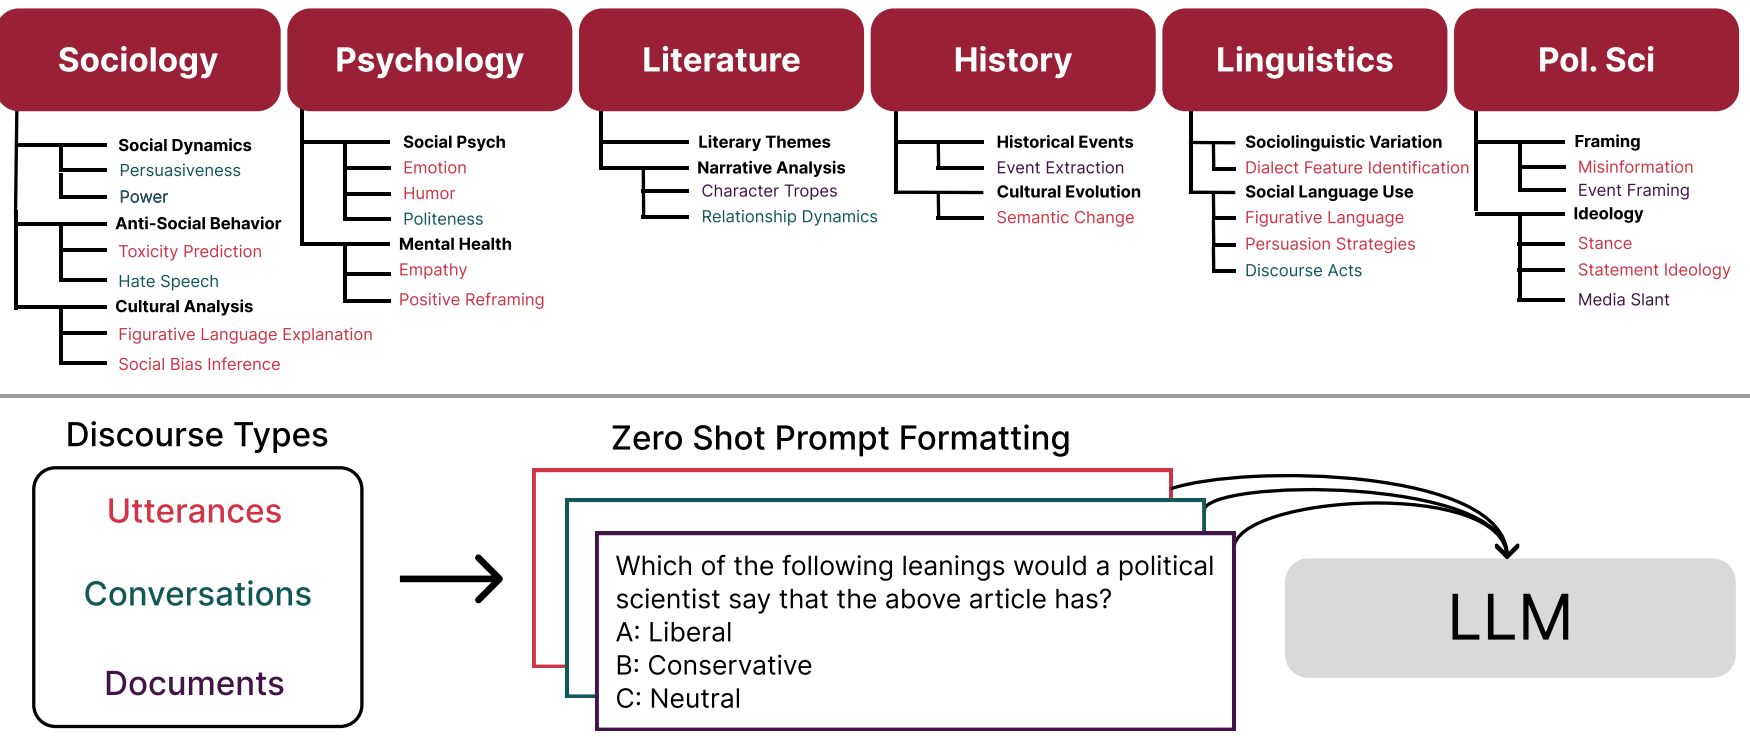 Sociology
Social Dynamics
Persuasiveness
Power
Anti-Social Behavior
Toxicity Prediction
Hate Speech
Cultural Analysis
Figurative Language Explanation
Social Bias Inference
Psychology
Social Psych
Emotion
Humor
Politeness
Mental Health
Empathy
Positive Reframing
Literature
Literary Themes
Narrative Analysis
Character Tropes
Relationship Dynamics
History
Historical Events
Event Extraction
Cultural Evolution
Semantic Change
Linguistics
Sociolinguistic Variation
Dialect Feature Identification
Social Language Use
Figurative Language
Persuasion Strategies
Discourse Acts
Pol. Sci
Framing
Misinformation
Event Framing
Ideology
Stance
Statement Ideology
Media Slant
Discourse Types
Utterances
Conversations
Documents
Zero Shot Prompt Formatting
Which of the following leanings would a political
scientist say that the above article has?
A: Liberal
B: Conservative
C: Neutral
LLM